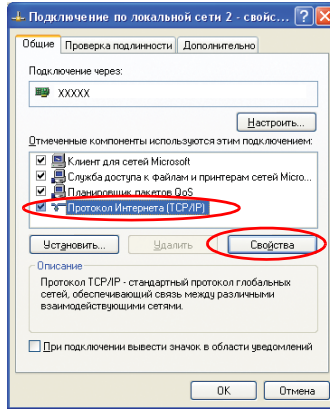 Подключение по локальной сети 2 - свойс...
Общие Проверка подлинности Дополнительно
Подключение через:
XXXXX
Настроить...
Отмеченные компоненты используются этим подключением:
Клиент для сетей Microsoft
Служба доступа к файлам и принтерам сетей Micro...
Планировщик пакетов QoS
Протокол Интернета (TCP/IP)
Установить... Удалить Свойства
Описание
Протокол TCP/IP - стандартный протокол глобальных
сетей, обеспечивающий связь между различными
взаимодействующими сетями.
При подключении вывести значок в области уведомлений
OK Отмена